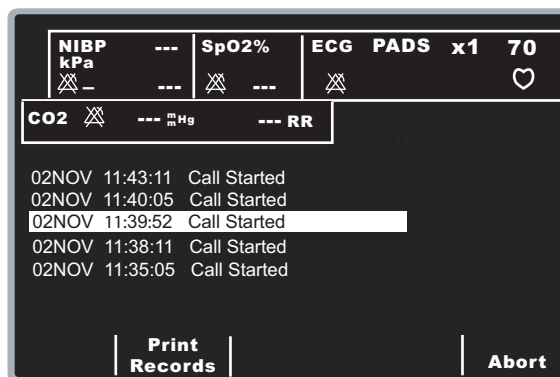 NIBP --- SpO2% ECG PADS x1 70
kPa
– --- ---
CO2 --- mmHg --- RR
11
02NOV 11:43:11 Call Started
02NOV 11:40:05 Call Started
02NOV 11:39:52 Call Started
02NOV 11:38:11 Call Started
02NOV 11:35:05 Call Started
Print
Records
Abort